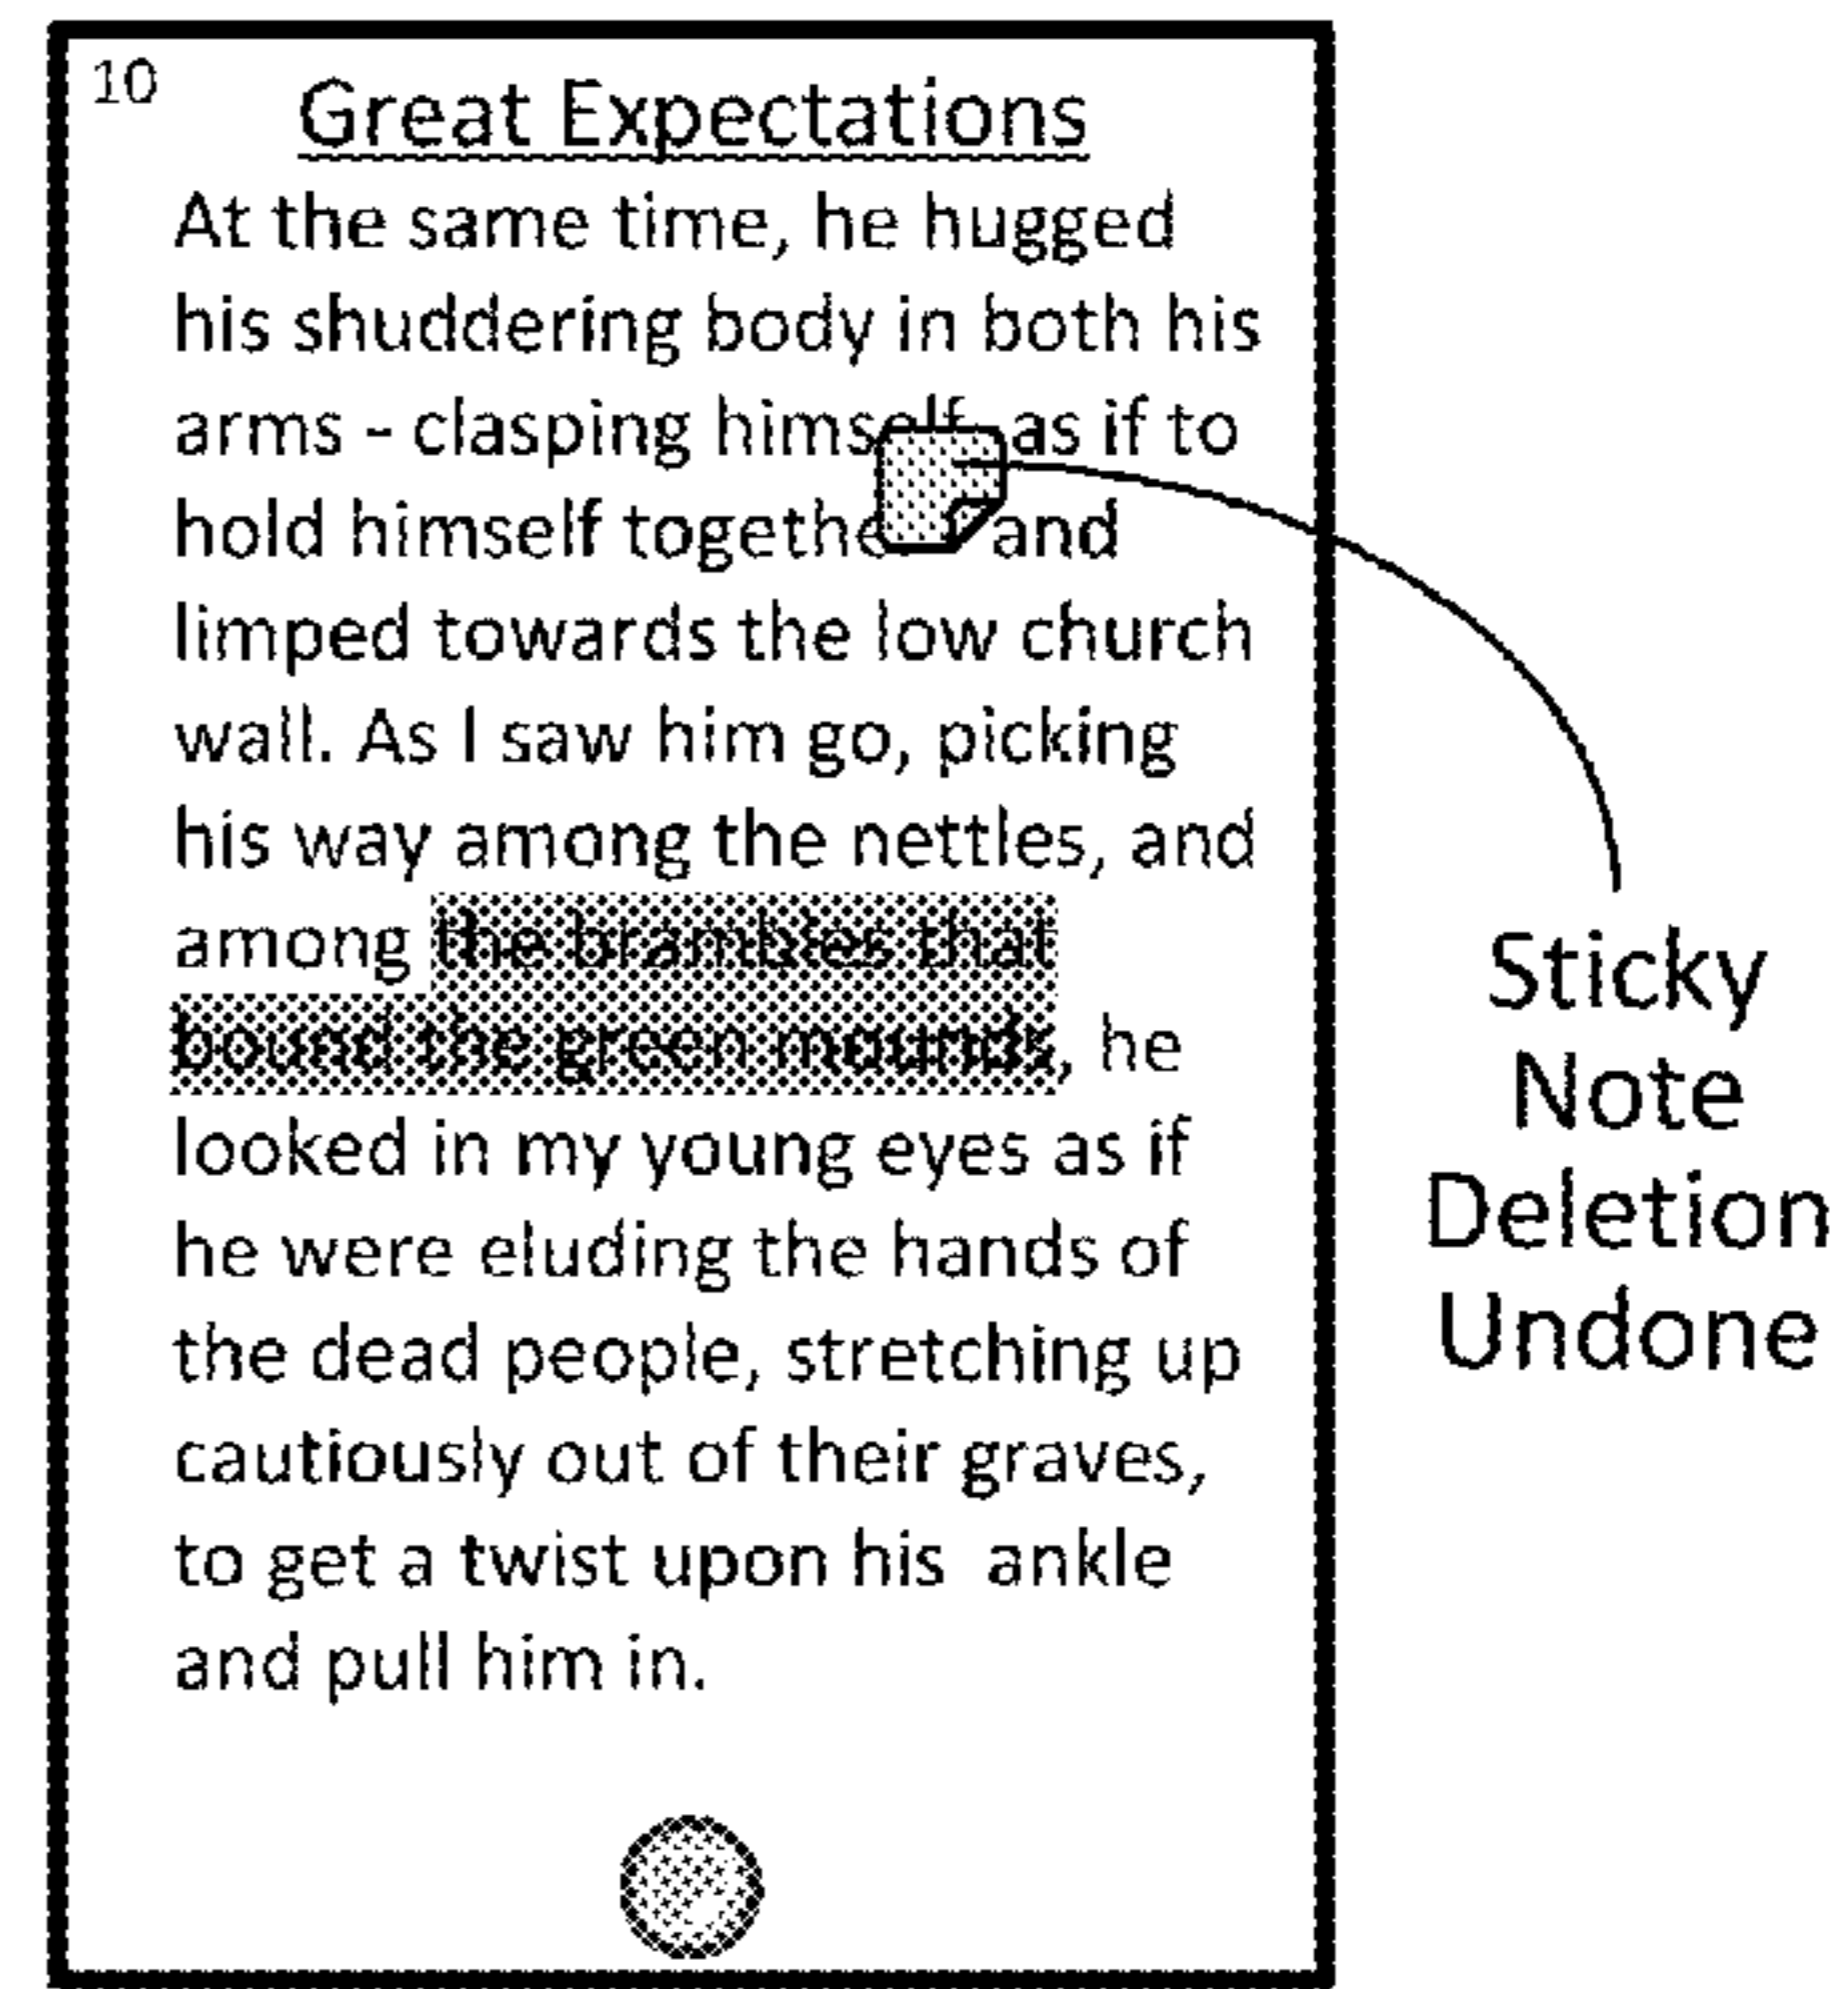 10
Great Expectations
At the same time, he hugged
his shuddering body in both his
arms - clasping himself as if to
hold himself togethe and
limped towards the low church
wall. As I saw him go, picking
his way among the nettles, and
among the brambles that
bound the green mounds, he
looked in my young eyes as if
he were eluding the hands of
the dead people, stretching up
cautiously out of their graves,
to get a twist upon his ankle
and pull him in.
Sticky
Note
Deletion
Undone